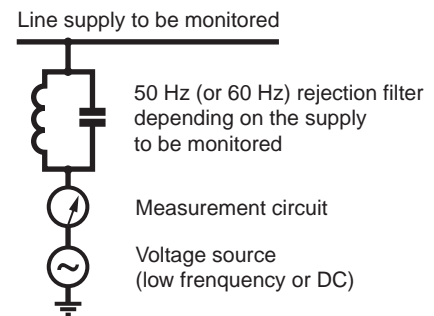 Line supply to be monitored
50 Hz (or 60 Hz) rejection filter
depending on the supply
to be monitored
Measurement circuit
Voltage source
(low frenquency or DC)